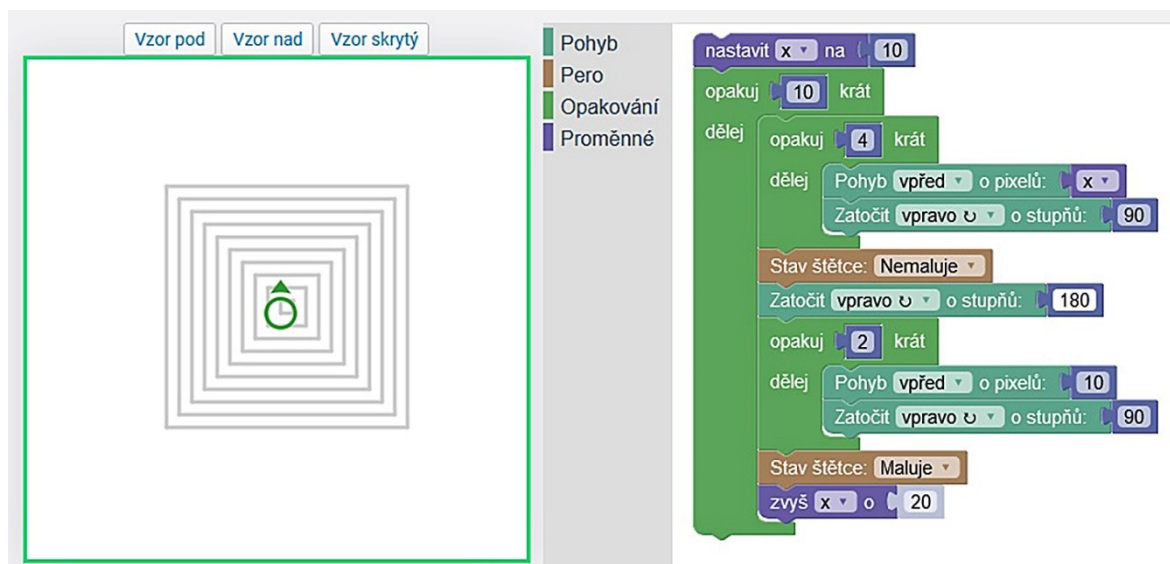 Vzor pod Vzor nad Vzor skrytý
Pohyb
Pero
Opakování
Proměnné
nastavit x na 10
opakuj 10 krát
dělej
opakuj 4 krát
dělej Pohyb vpřed o pixelů: x
Zatočit vpravo ↻ o stupňů: 90
Stav štětce: Nemaluje
Zatočit vpravo ↻ o stupňů: 180
opakuj 2 krát
dělej Pohyb vpřed o pixelů: 10
Zatočit vpravo ↻ o stupňů: 90
Stav štětce: Maluje
zvyš x o 20